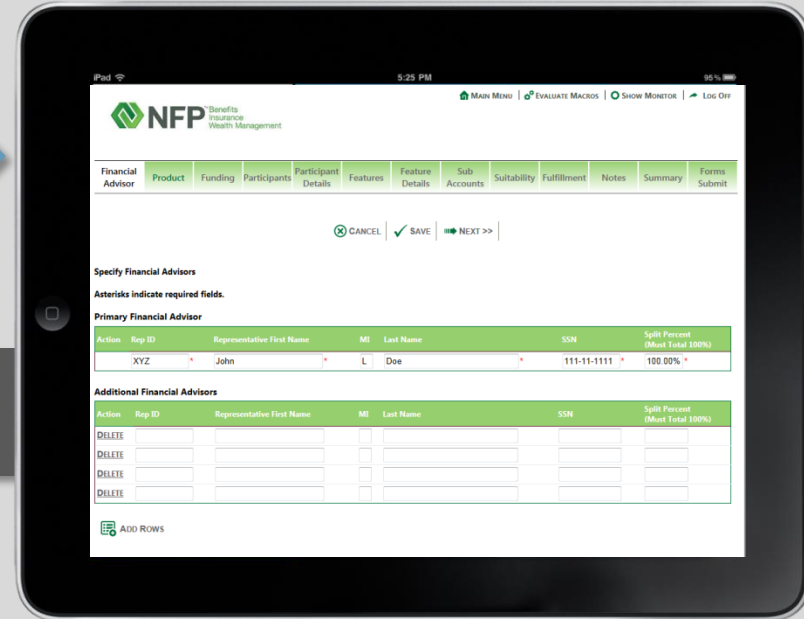 iPad 5:25 PM 95%
MAIN MENU | EVALUATE MACROS | SHOW MONITOR | LOG OFF
NFP Benefits
Insurance
Wealth Management
Financial Advisor Product Funding Participants Participant Details Features Feature Details Sub Accounts Suitability Fulfillment Notes Summary Forms Submit
CANCEL | SAVE | NEXT >> |
Specify Financial Advisors
Asterisks indicate required fields.
Primary Financial Advisor
Action Rep ID Representative First Name MI Last Name SSN Split Percent (Must Total 100%)
XYZ * John * L Doe * 111-11-1111 * 100.00% *
Additional Financial Advisors
Action Rep ID Representative First Name MI Last Name SSN Split Percent (Must Total 100%)
DELETE
DELETE
DELETE
DELETE
ADD ROWS